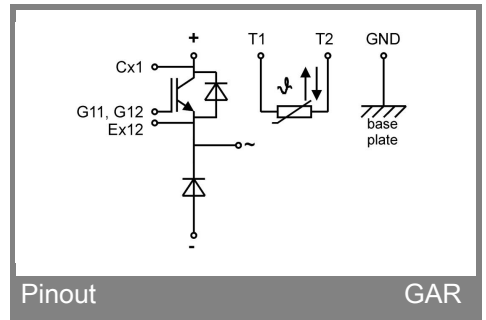 + T1 T2 GND
Cx1
ϑ
G11, G12
Ex12
base
plate
~
-
Pinout GAR